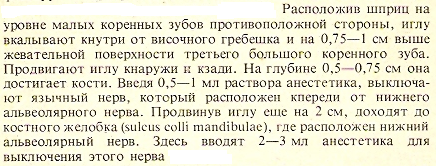 Расположив шприц на
уровне малых коренных зубов противоположной стороны, иглу
вкалывают кнутри от височного гребешка и на 0,75—1 см выше
жевательной поверхности третьего большого коренного зуба.
Продвигают иглу кнаружи и кзади. На глубине 0,5—0,75 см она
достигает кости. Введя 0,5—1 мл раствора анестетика, выключа-
ют язычный нерв, который расположен кпереди от нижнего
альвеолярного нерва. Продвинув иглу еще на 2 см, доходят до
костного желобка (sulcus colli mandibulae), где расположен нижний
альвеолярный нерв. Здесь вводят 2—3 мл анестетика для
выключения этого нерва